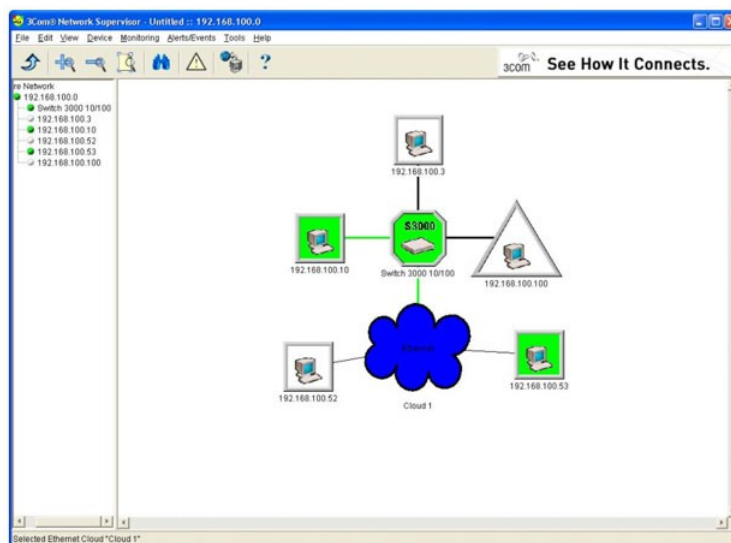 3Com® Network Supervisor - Untitled :: 192.168.100.0
File Edit View Device Monitoring Alerts/Events Tools Help
?
3com See How It Connects.
re Network
192.168.100.0
Switch 3000 10/100
192.168.100.3
192.168.100.10
192.168.100.52
192.168.100.53
192.168.100.100
192.168.100.3
S3000
192.168.100.10
Switch 3000 10/100
192.168.100.100
Ethernet
192.168.100.52
192.168.100.53
Cloud 1
Selected Ethernet Cloud "Cloud 1"